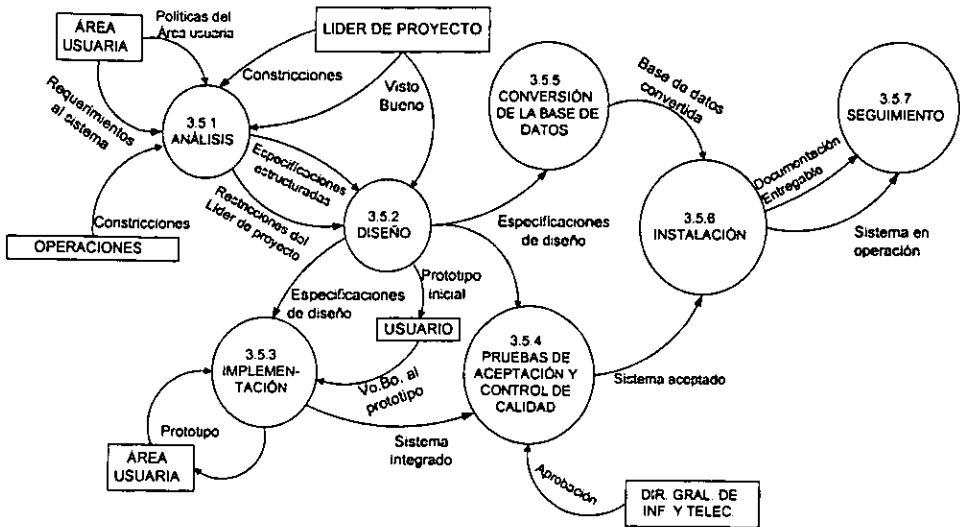 ÁREA
USUARIA
Políticas del
Área usuaria
LIDER DE PROYECTO
Constricciones
Visto
Bueno
Requerimientos
al sistema
3.5.1
ANÁLISIS
Constricciones
OPERACIONES
Especificaciones
estructuradas
Restricciones del
Líder de proyecto
3.5.2
DISEÑO
3.5.5
CONVERSIÓN
DE LA BASE DE
DATOS
Base de datos
convertida
3.5.7
SEGUIMIENTO
Documentación
Entregable
3.5.6
INSTALACIÓN
Sistema en
operación
Especificaciones
de diseño
Especificaciones
de diseño
Prototipo
inicial
USUARIO
3.5.3
IMPLEMEN-
TACIÓN
Vo.Bo. al
prototipo
3.5.4
PRUEBAS DE
ACEPTACIÓN Y
CONTROL DE
CALIDAD
Sistema aceptado
Prototipo
ÁREA
USUARIA
Sistema
integrado
Aprobación
DIR. GRAL. DE
INF. Y TELEC.